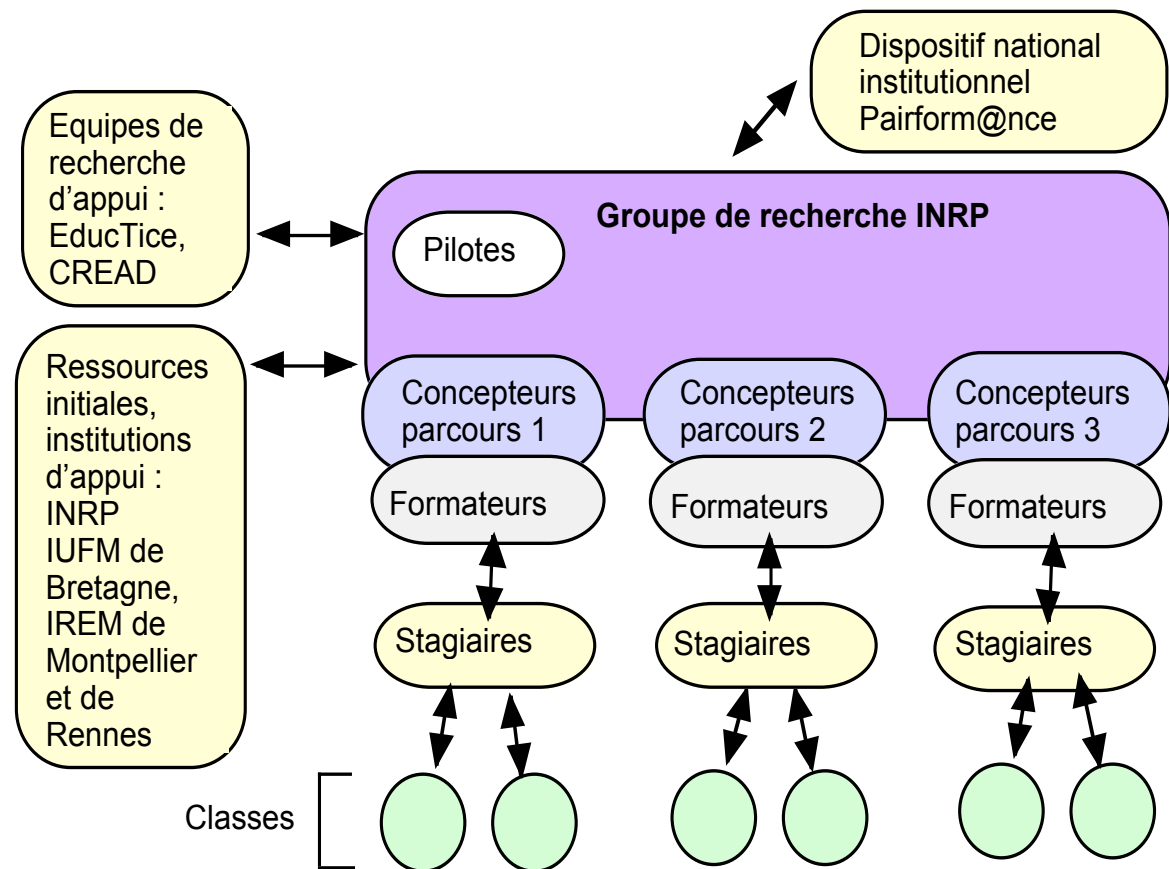 Dispositif national
institutionnel
Pairform@nce
Equipes de
recherche
d'appui :
EducTice,
CREAD
Groupe de recherche INRP
Pilotes
Ressources
initiales,
institutions
d'appui :
INRP
IUFM de
Bretagne,
IREM de
Montpellier
et de
Rennes
Concepteurs
parcours 1
Concepteurs
parcours 2
Concepteurs
parcours 3
Formateurs
Formateurs
Formateurs
Stagiaires
Stagiaires
Stagiaires
Classes